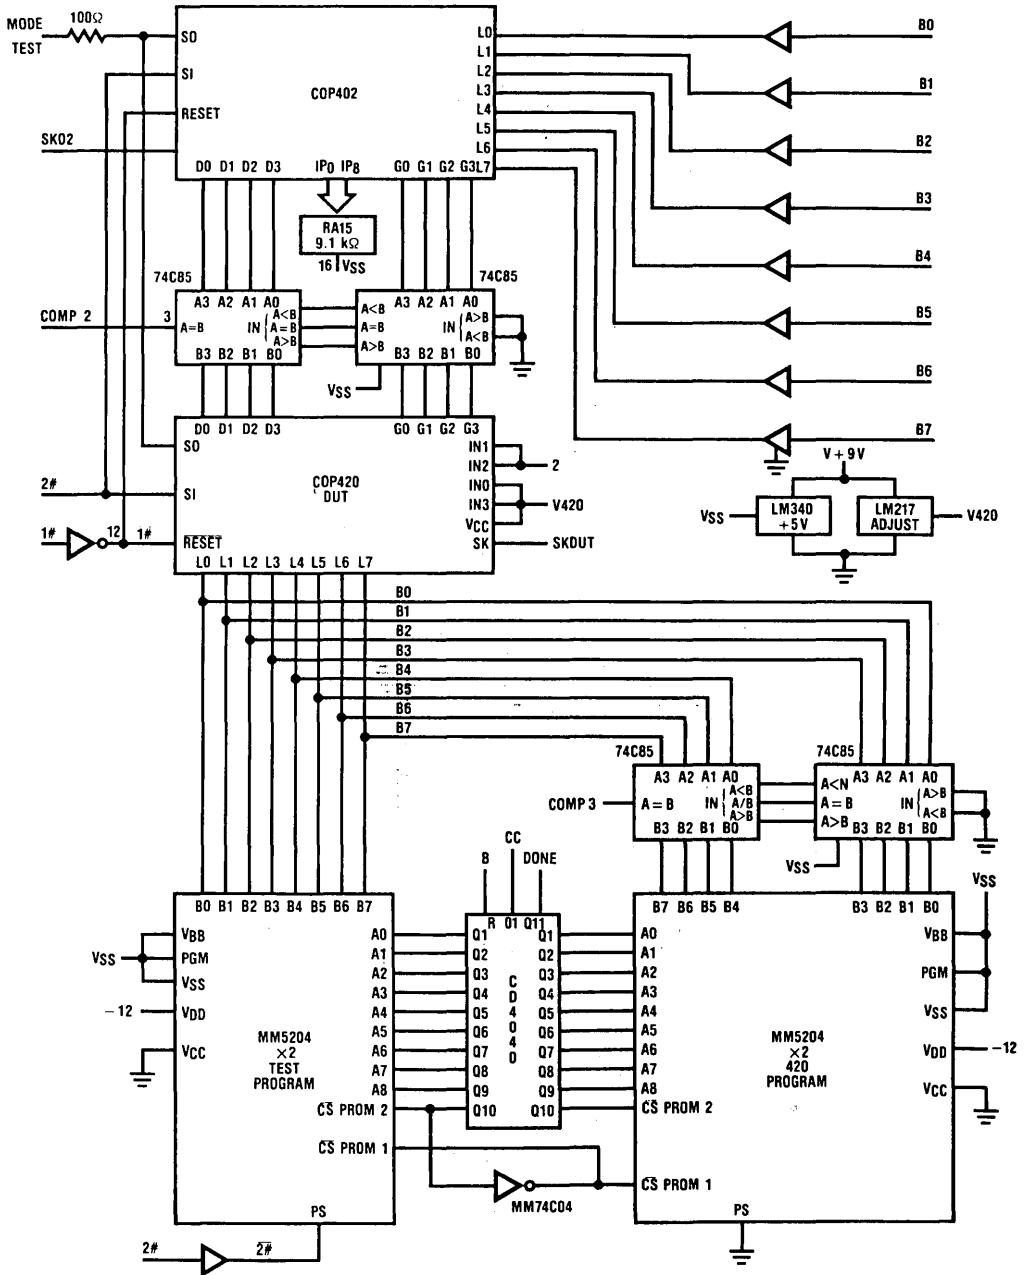 MODE
TEST
100Ω
SO
SI
RESET
SK02
COP402
L0
L1
L2
L3
L4
L5
L6
L7
B0
B1
B2
B3
B4
B5
B6
B7
D0 D1 D2 D3 IP0 IP8 G0 G1 G2 G3
RA15
9.1 kΩ
16 VSS
74C85
74C85
COMP 2
3
A3 A2 A1 A0
A=B
IN
A<B
A=B
A>B
B3 B2 B1 B0
A3 A2 A1 A0
A<B
A=B
A>B
IN
A>B
A<B
B3 B2 B1 B0
VSS
D0 D1 D2 D3 G0 G1 G2 G3
SO
SI
RESET
COP420
DUT
IN1
IN2
2
IN0
IN3
VCC
V420
SK
SKDUT
2#
1#
12
1#
L0 L1 L2 L3 L4 L5 L6 L7
V+9V
VSS
LM340
+5V
LM217
ADJUST
V420
B0
B1
B2
B3
B4
B5
B6
B7
74C85
74C85
COMP 3
A3 A2 A1 A0
A=B
IN
A<B
A/B
A>B
B3 B2 B1 B0
A3 A2 A1 A0
A<N
A=B
A>B
IN
A>B
A<B
B3 B2 B1 B0
VSS
VSS
B0 B1 B2 B3 B4 B5 B6 B7
VSS
VBB
PGM
VSS
-12
VDD
VCC
MM5204
×2
TEST
PROGRAM
A0
A1
A2
A3
A4
A5
A6
A7
A8
CS PROM 2
CS PROM 1
PS
2#
2#
B
CC
DONE
R Q1 Q11
Q1
Q2
Q3
Q4
Q5
Q6
Q7
Q8
Q9
Q10
CD4040
Q1
Q2
Q3
Q4
Q5
Q6
Q7
Q8
Q9
Q10
MM74C04
B7 B6 B5 B4 B3 B2 B1 B0
A0
A1
A2
A3
A4
A5
A6
A7
A8
CS PROM 2
CS PROM 1
MM5204
×2
420
PROGRAM
VBB
PGM
VSS
VDD
-12
VCC
PS